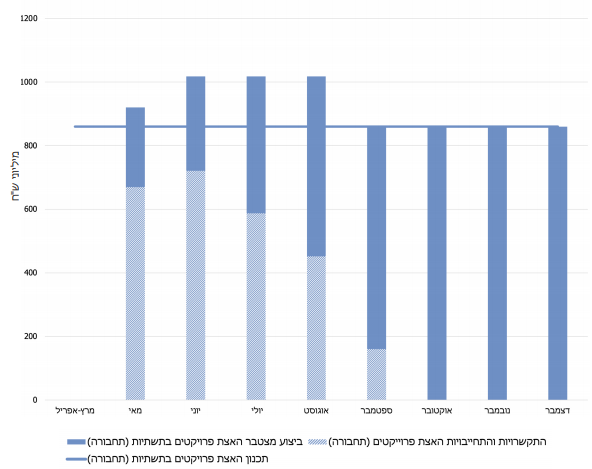 1200
1000
800
600
400
200
0
מיליוני ש"ח
מרץ-אפריל
מאי
יוני
יולי
אוגוסט
ספטמבר
אוקטובר
נובמבר
דצמבר
ביצוע מצטבר האצת פרויקטים בתשתיות (תחבורה)
התקשרויות והתחייבויות האצת פרוייקטים (תחבורה)
תכנון האצת פרויקטים בתשתיות (תחבורה)